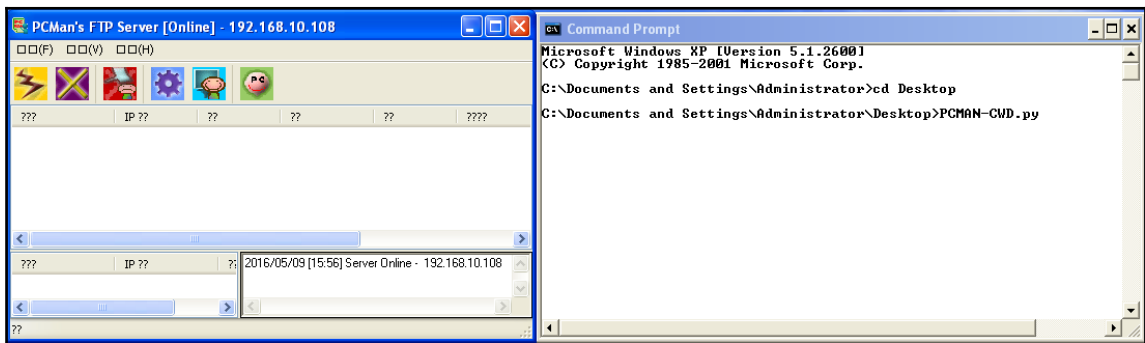 PCMan's FTP Server [Online] - 192.168.10.108
□□(F) □□(V) □□(H)
??? IP ?? ?? ?? ?? ????
??? IP ?? ??
2016/05/09 [15:56] Server Online - 192.168.10.108
??
Command Prompt
Microsoft Windows XP [Version 5.1.2600]
(C) Copyright 1985-2001 Microsoft Corp.
C:\Documents and Settings\Administrator>cd Desktop
C:\Documents and Settings\Administrator\Desktop>PCMAN-CWD.py